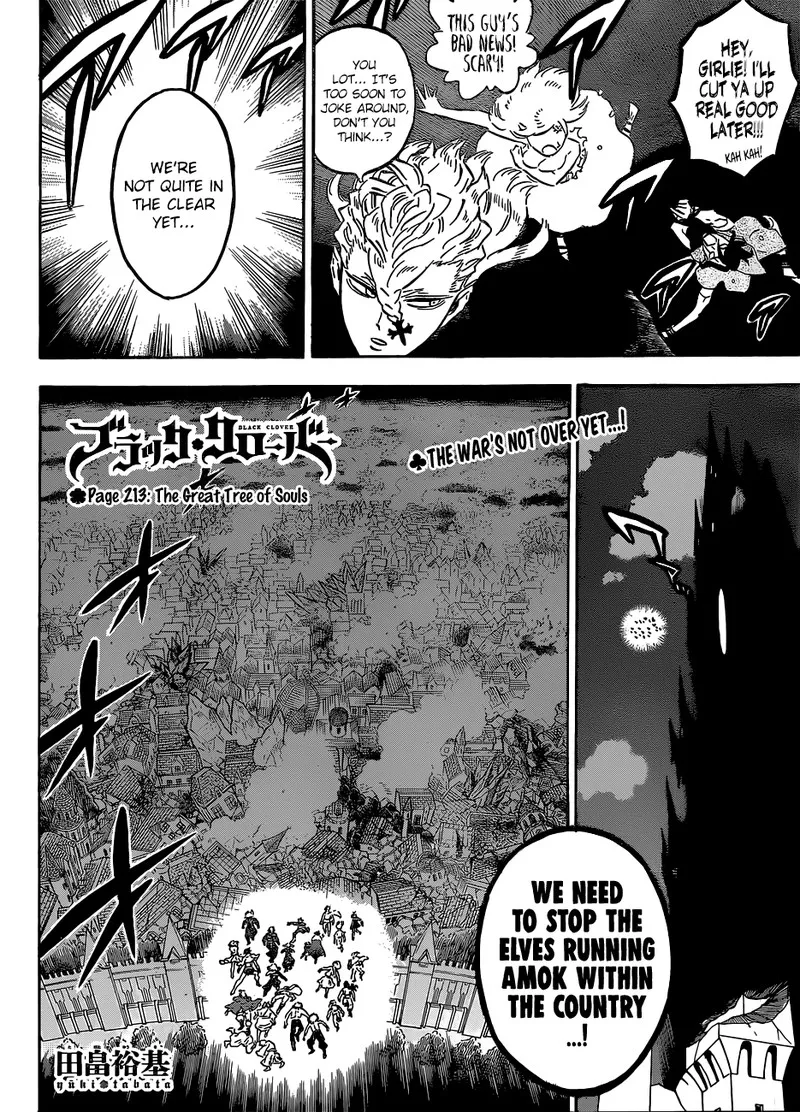 HEY,
GIRLIE! I'LL
CUT YA UP
REAL GOOD
LATER!!!
KAH KAH!
THIS GUY'S
BAD NEWS!
SCARY!
YOU
LOT... IT'S
TOO SOON TO
JOKE AROUND,
DON'T YOU
THINK...?
WE'RE
NOT QUITE IN
THE CLEAR
YET...
WE NEED
TO STOP THE
ELVES RUNNING
AMOK WITHIN
THE COUNTRY
...!
THE WAR'S NOT OVER YET...!
ブラック・クローバー
BLACK CLOVER
Page 213: The Great Tree of Souls
田畠裕基
yūki tabata